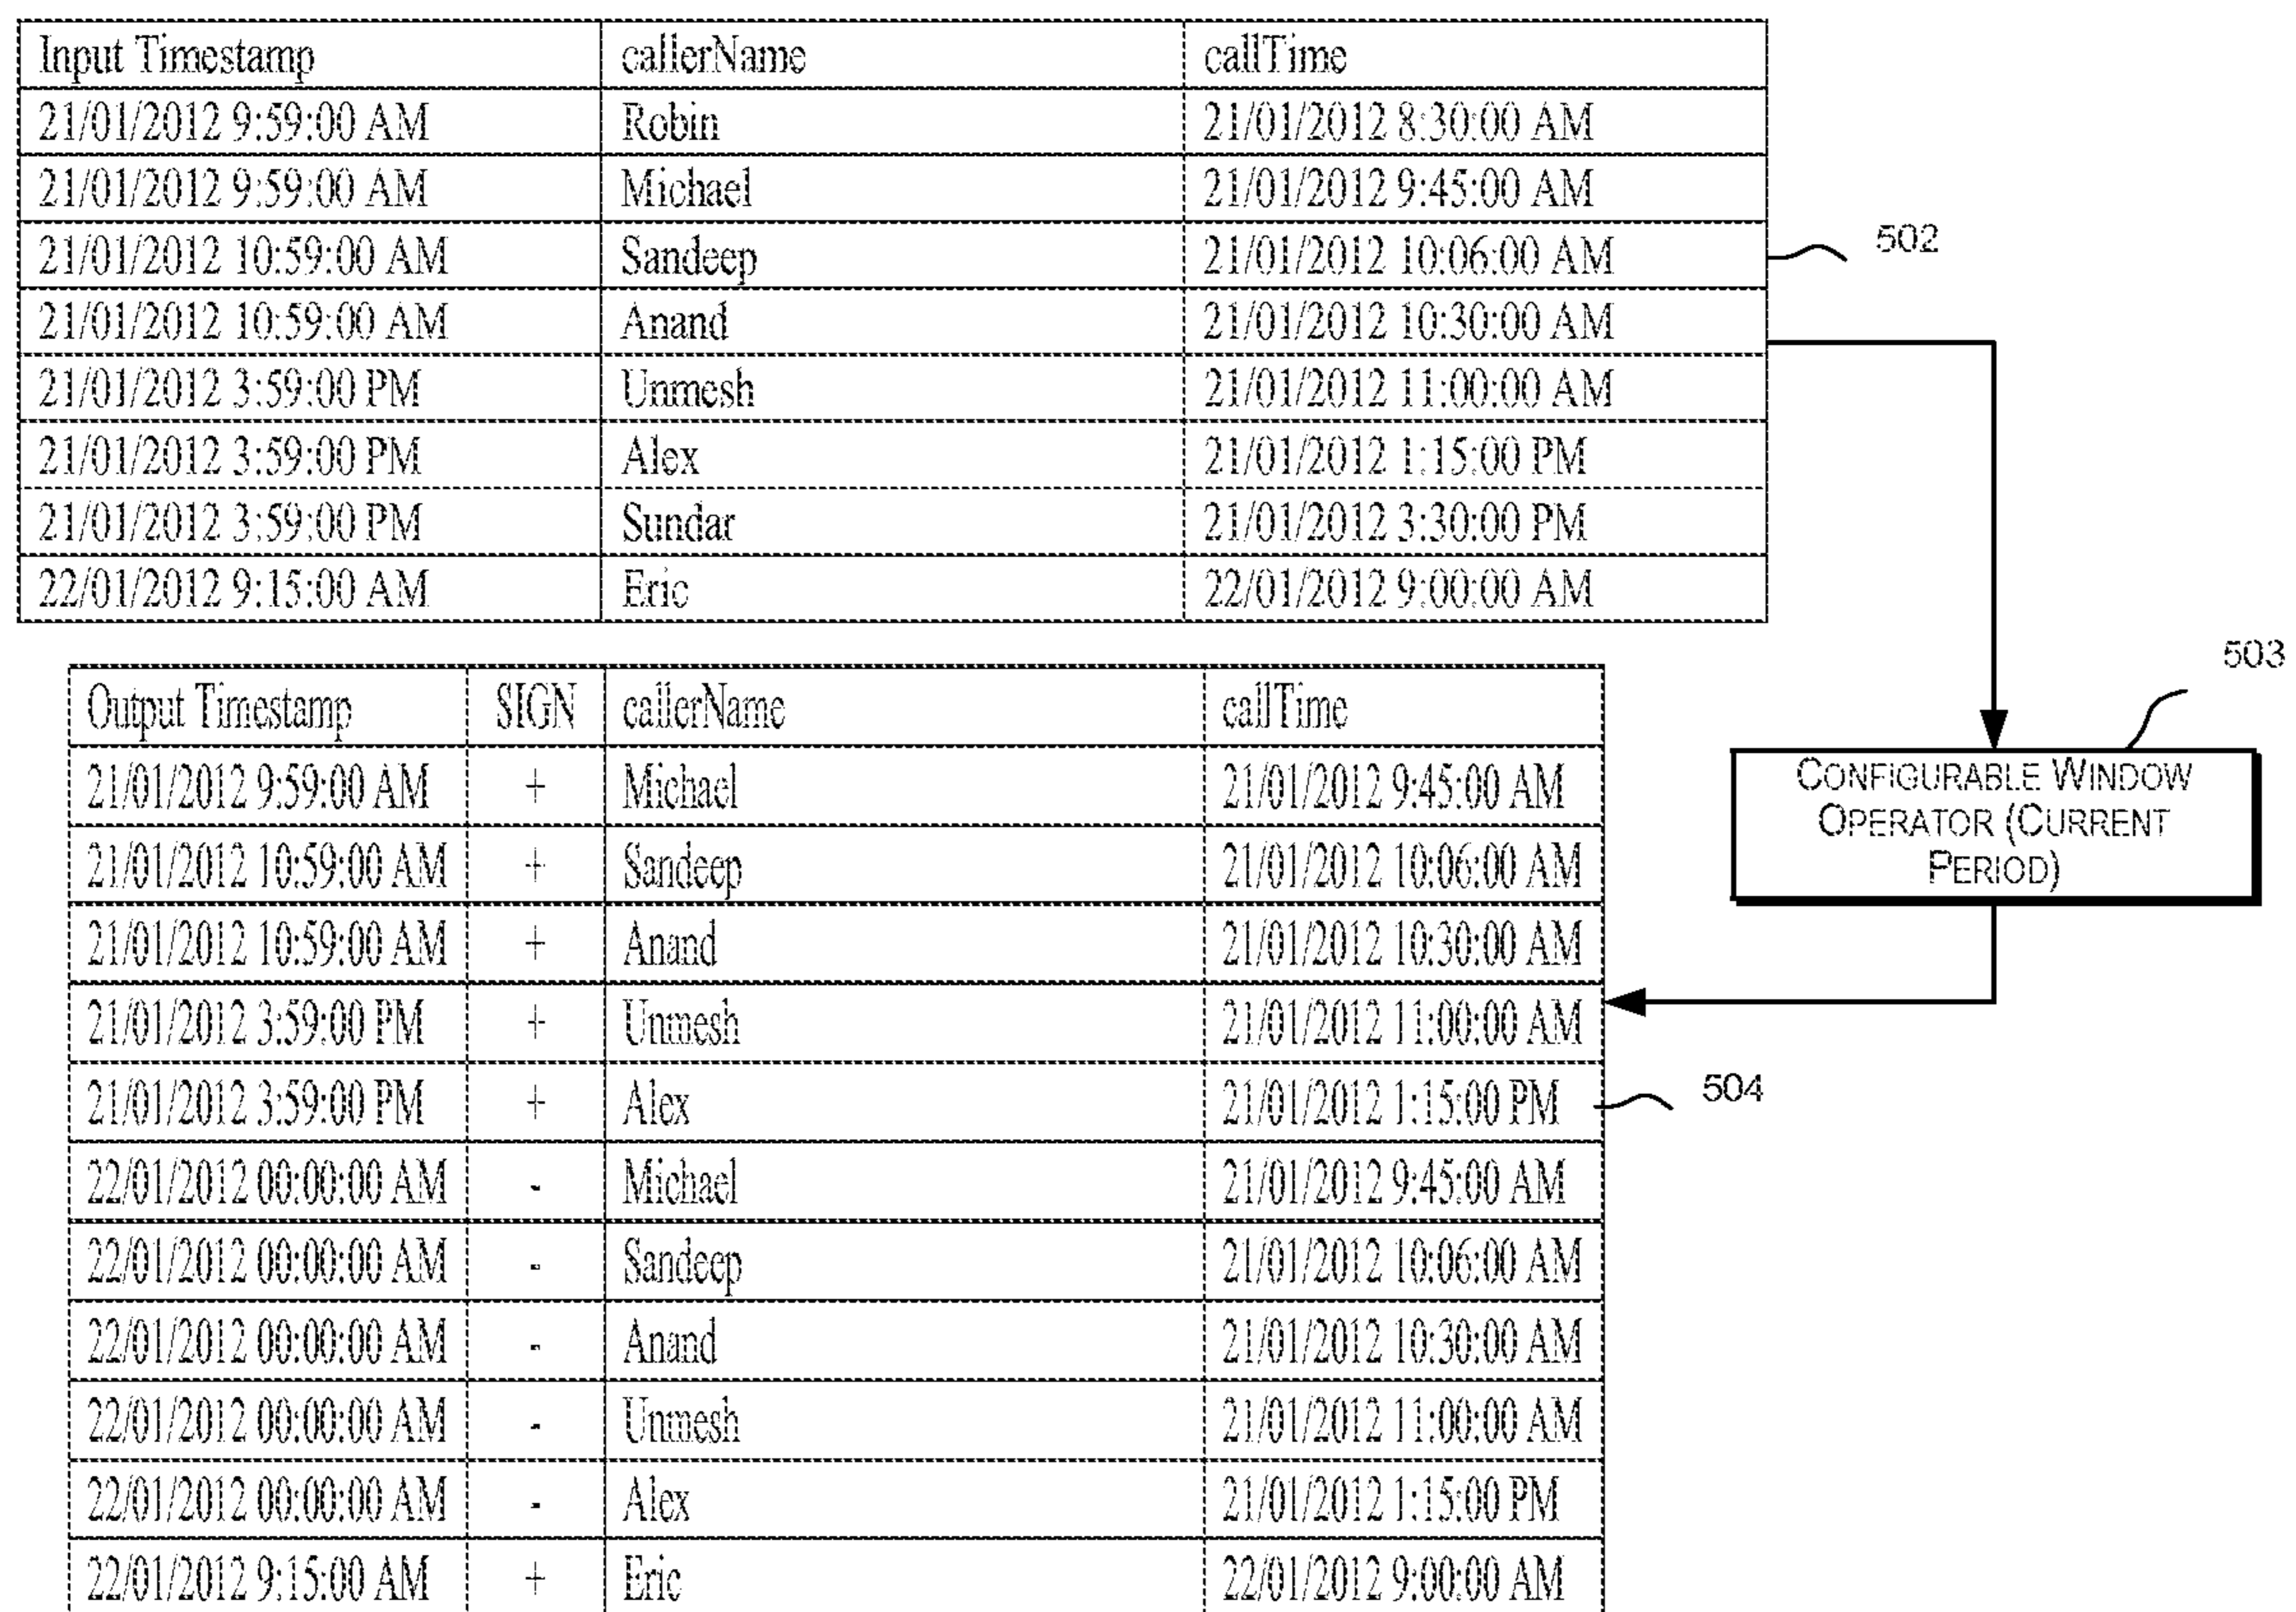 Input Timestamp callerName callTime
21/01/2012 9:59:00 AM Robin 21/01/2012 8:30:00 AM
21/01/2012 9:59:00 AM Michael 21/01/2012 9:45:00 AM
21/01/2012 10:59:00 AM Sandeep 21/01/2012 10:06:00 AM
502
21/01/2012 10:59:00 AM Anand 21/01/2012 10:30:00 AM
21/01/2012 3:59:00 PM Unmesh 21/01/2012 11:00:00 AM
21/01/2012 3:59:00 PM Alex 21/01/2012 1:15:00 PM
21/01/2012 3:59:00 PM Sundar 21/01/2012 3:30:00 PM
22/01/2012 9:15:00 AM Eric 22/01/2012 9:00:00 AM
503
CONFIGURABLE WINDOW
OPERATOR (CURRENT
PERIOD)
Output Timestamp SIGN callerName callTime
21/01/2012 9:59:00 AM + Michael 21/01/2012 9:45:00 AM
21/01/2012 10:59:00 AM + Sandeep 21/01/2012 10:06:00 AM
21/01/2012 10:59:00 AM + Anand 21/01/2012 10:30:00 AM
21/01/2012 3:59:00 PM + Unmesh 21/01/2012 11:00:00 AM
21/01/2012 3:59:00 PM + Alex 21/01/2012 1:15:00 PM
504
22/01/2012 00:00:00 AM - Michael 21/01/2012 9:45:00 AM
22/01/2012 00:00:00 AM - Sandeep 21/01/2012 10:06:00 AM
22/01/2012 00:00:00 AM - Anand 21/01/2012 10:30:00 AM
22/01/2012 00:00:00 AM - Unmesh 21/01/2012 11:00:00 AM
22/01/2012 00:00:00 AM - Alex 21/01/2012 1:15:00 PM
22/01/2012 9:15:00 AM + Eric 22/01/2012 9:00:00 AM